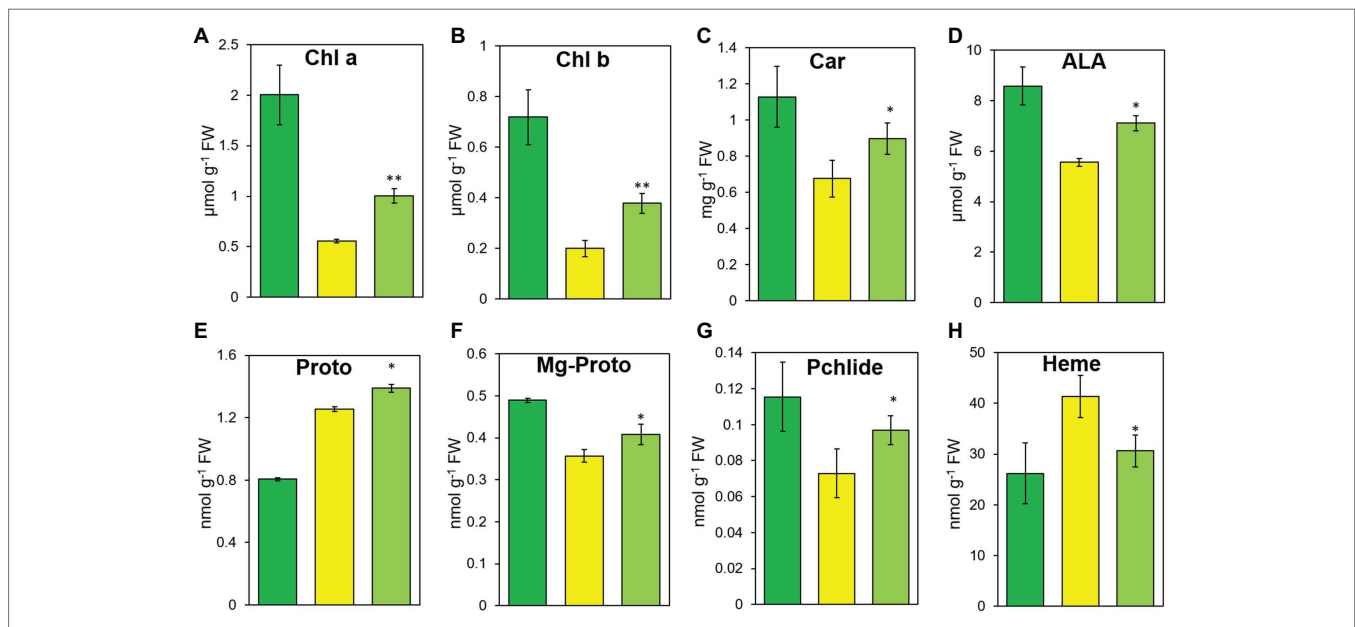 A
Chl a
2.5
2
1.5
1
0.5
0
µmol g-1 FW
**
B
Chl b
1
0.8
0.6
0.4
0.2
0
µmol g-1 FW
**
C
Car
1.4
1.2
1
0.8
0.6
0.4
0.2
0
mg g-1 FW
*
D
ALA
10
8
6
4
2
0
µmol g-1 FW
*
E
Proto
1.6
1.2
0.8
0.4
0
nmol g-1 FW
*
F
Mg-Proto
0.6
0.5
0.4
0.3
0.2
0.1
0
nmol g-1 FW
*
G
Pchlide
0.14
0.12
0.1
0.08
0.06
0.04
0.02
0
nmol g-1 FW
*
H
Heme
50
40
30
20
10
0
nmol g-1 FW
*